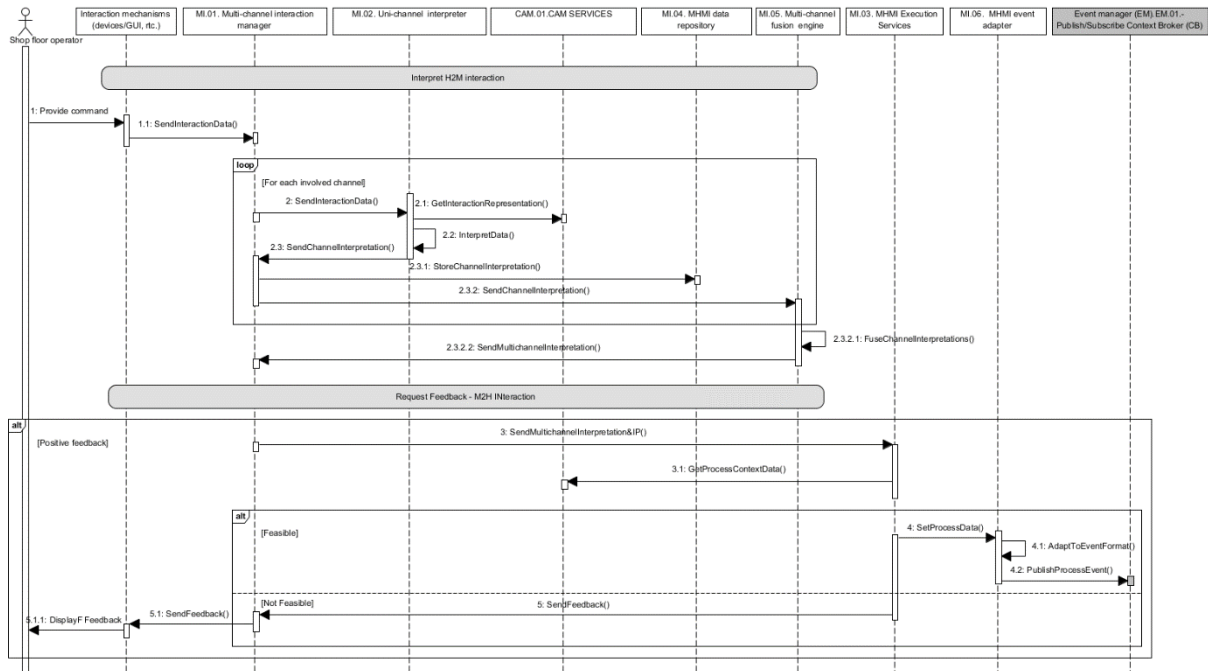 Interaction mechanisms
(devices/GUI, rtc.)
MI.01. Multi-channel interaction
manager
MI.02. Uni-channel interpreter
CAM.01.CAM SERVICES
MI.04. MHMI data
repository
MI.05. Multi-channel
fusion engine
MI.03. MHMI Execution
Services
MI.06. MHMI event
adapter
Event manager (EM).EM.01.-
Publish/Subscribe Context Broker (CB)
Shop floor operator
Interpret H2M interaction
1: Provide command
1.1: SendInteractionData()
loop
[For each involved channel]
2: SendInteractionData()
2.1: GetInteractionRepresentation()
2.2: InterpretData()
2.3: SendChannelInterpretation()
2.3.1: StoreChannelInterpretation()
2.3.2: SendChannelInterpretation()
2.3.2.1: FuseChannelInterpretations()
2.3.2.2: SendMultichannelInterpretation()
Request Feedback - M2H INteraction
alt
[Positive feedback]
3: SendMultichannelInterpretation&IP()
3.1: GetProcessContextData()
alt
[Feasible]
4: SetProcessData()
4.1: AdaptToEventFormat()
4.2: PublishProcessEvent()
[Not Feasible]
5: SendFeedback()
5.1: SendFeedback()
5.1.1: DisplayF Feedback